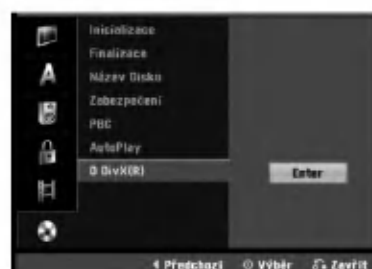 Inicializace
Finalizace
Název Disku
Zabezpečení
PBC
AutoPlay
O DivX(R)
Enter
Předchozí Výběr Zavřít